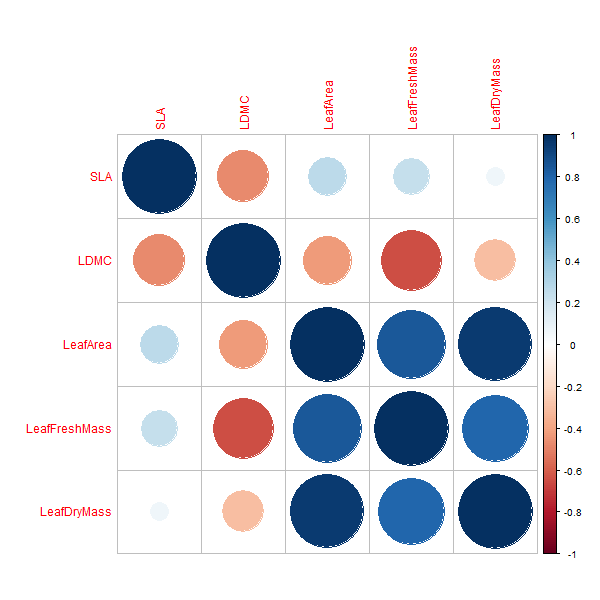 SLA
LDMC
LeafArea
LeafFreshMass
LeafDryMass
SLA
LDMC
LeafArea
LeafFreshMass
LeafDryMass
1
0.8
0.6
0.4
0.2
0
-0.2
-0.4
-0.6
-0.8
-1